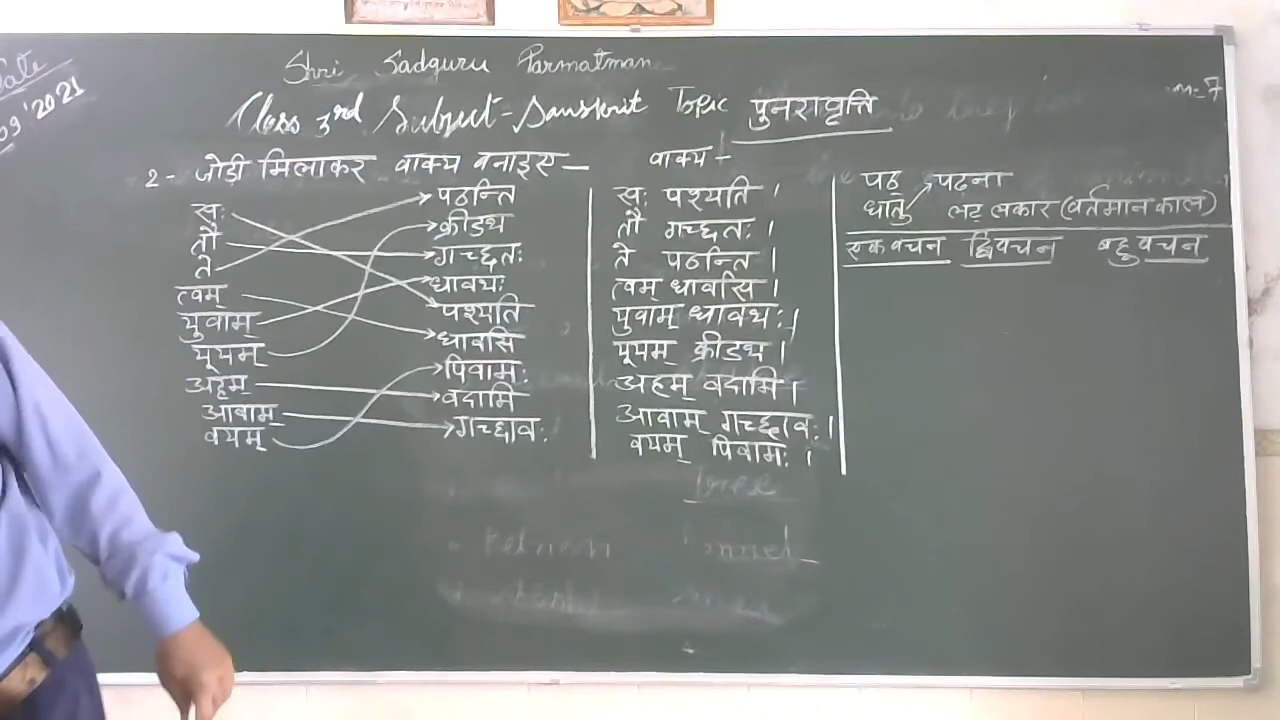 Date
09'2021
Shri Sadguru Parmatman
Class 3rd Subject - Sanskrit Topic पुनरावृत्ति
2- जोड़ी मिलाकर वाक्य बनाइए-
सः
तौ
ते
त्वम्
युवाम्
यूयम्
अहम्
आवाम्
वयम्
पठन्ति
क्रीडथ
गच्छतः
धावथः
पश्यति
धावसि
पिवामः
वदामि
गच्छावः
वाक्य-
सः पश्यति ।
तौ गच्छतः ।
ते पठन्ति ।
त्वम् धावसि ।
युवाम् धावथः ।
यूयम् क्रीडथ ।
अहम् वदामि ।
आवाम् गच्छावः ।
वयम् पिवामः ।
पठ् पढ़ना
धातु लट् लकार (वर्तमान काल)
एकवचन द्विवचन बहुवचन